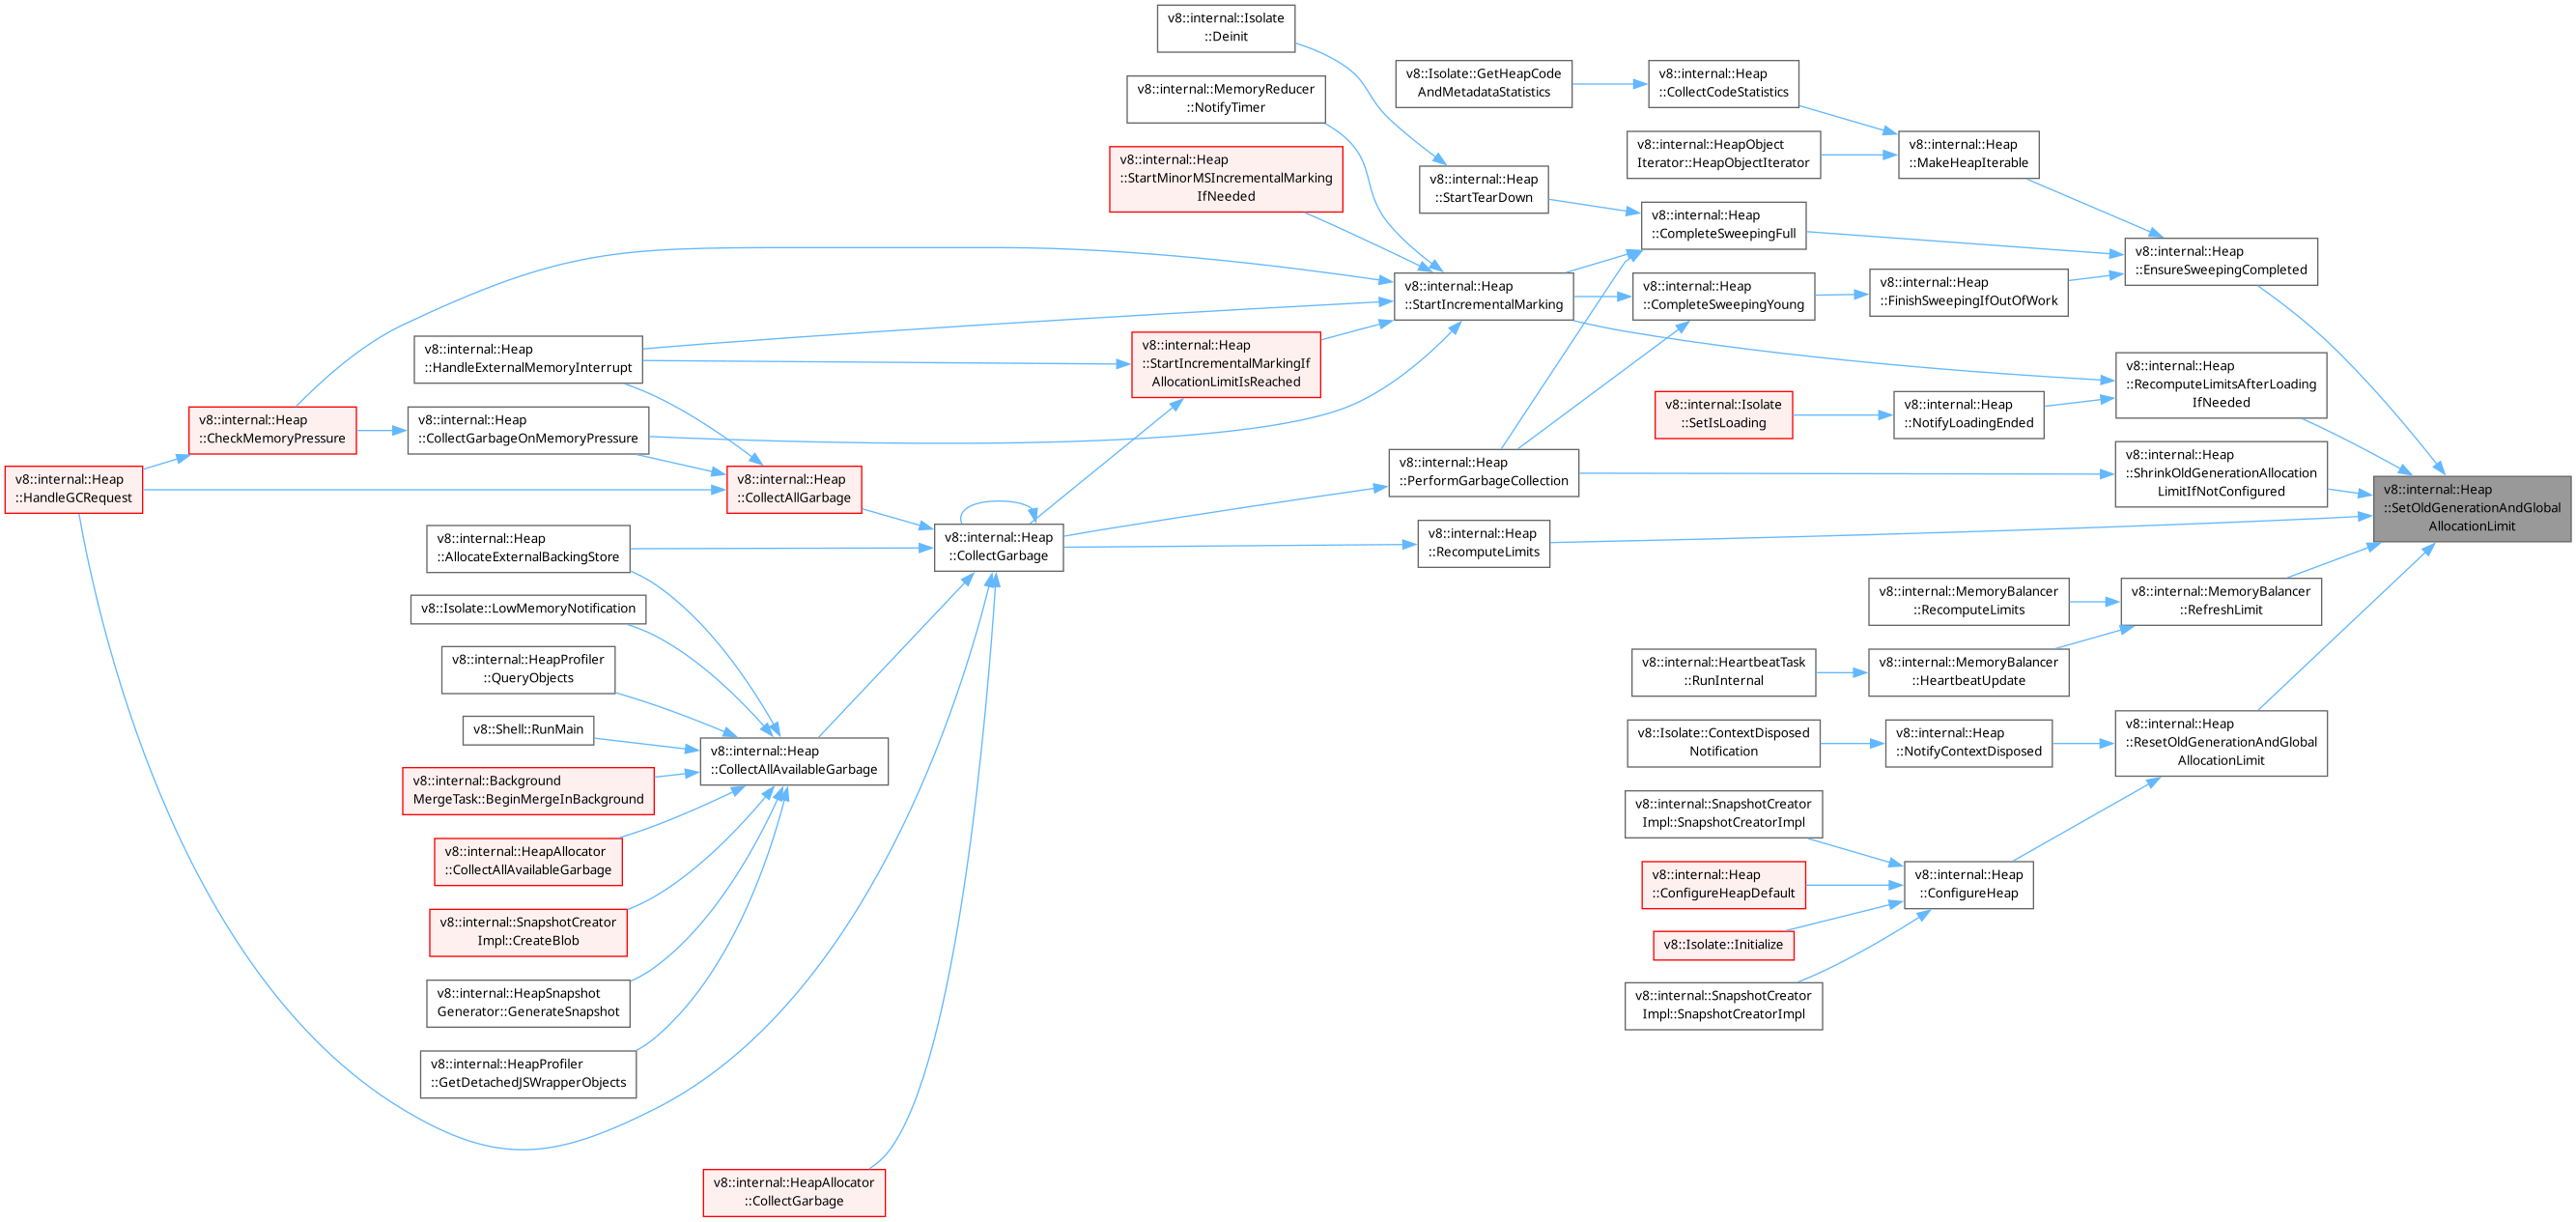 v8::internal::Isolate
::Deinit
v8::Isolate::GetHeapCode
AndMetadataStatistics
v8::internal::Heap
::CollectCodeStatistics
v8::internal::MemoryReducer
::NotifyTimer
v8::internal::HeapObject
Iterator::HeapObjectIterator
v8::internal::Heap
::MakeHeapIterable
v8::internal::Heap
::StartMinorMSIncrementalMarking
IfNeeded
v8::internal::Heap
::StartTearDown
v8::internal::Heap
::CompleteSweepingFull
v8::internal::Heap
::EnsureSweepingCompleted
v8::internal::Heap
::StartIncrementalMarking
v8::internal::Heap
::CompleteSweepingYoung
v8::internal::Heap
::FinishSweepingIfOutOfWork
v8::internal::Heap
::HandleExternalMemoryInterrupt
v8::internal::Heap
::StartIncrementalMarkingIf
AllocationLimitIsReached
v8::internal::Heap
::RecomputeLimitsAfterLoading
IfNeeded
v8::internal::Isolate
::SetIsLoading
v8::internal::Heap
::NotifyLoadingEnded
v8::internal::Heap
::CheckMemoryPressure
v8::internal::Heap
::CollectGarbageOnMemoryPressure
v8::internal::Heap
::HandleGCRequest
v8::internal::Heap
::CollectAllGarbage
v8::internal::Heap
::PerformGarbageCollection
v8::internal::Heap
::ShrinkOldGenerationAllocation
LimitIfNotConfigured
v8::internal::Heap
::SetOldGenerationAndGlobal
AllocationLimit
v8::internal::Heap
::AllocateExternalBackingStore
v8::internal::Heap
::CollectGarbage
v8::internal::Heap
::RecomputeLimits
v8::Isolate::LowMemoryNotification
v8::internal::MemoryBalancer
::RecomputeLimits
v8::internal::MemoryBalancer
::RefreshLimit
v8::internal::HeapProfiler
::QueryObjects
v8::internal::HeartbeatTask
::RunInternal
v8::internal::MemoryBalancer
::HeartbeatUpdate
v8::Shell::RunMain
v8::internal::Heap
::CollectAllAvailableGarbage
v8::Isolate::ContextDisposed
Notification
v8::internal::Heap
::NotifyContextDisposed
v8::internal::Heap
::ResetOldGenerationAndGlobal
AllocationLimit
v8::internal::Background
MergeTask::BeginMergeInBackground
v8::internal::SnapshotCreator
Impl::SnapshotCreatorImpl
v8::internal::HeapAllocator
::CollectAllAvailableGarbage
v8::internal::Heap
::ConfigureHeapDefault
v8::internal::Heap
::ConfigureHeap
v8::internal::SnapshotCreator
Impl::CreateBlob
v8::Isolate::Initialize
v8::internal::HeapSnapshot
Generator::GenerateSnapshot
v8::internal::SnapshotCreator
Impl::SnapshotCreatorImpl
v8::internal::HeapProfiler
::GetDetachedJSWrapperObjects
v8::internal::HeapAllocator
::CollectGarbage